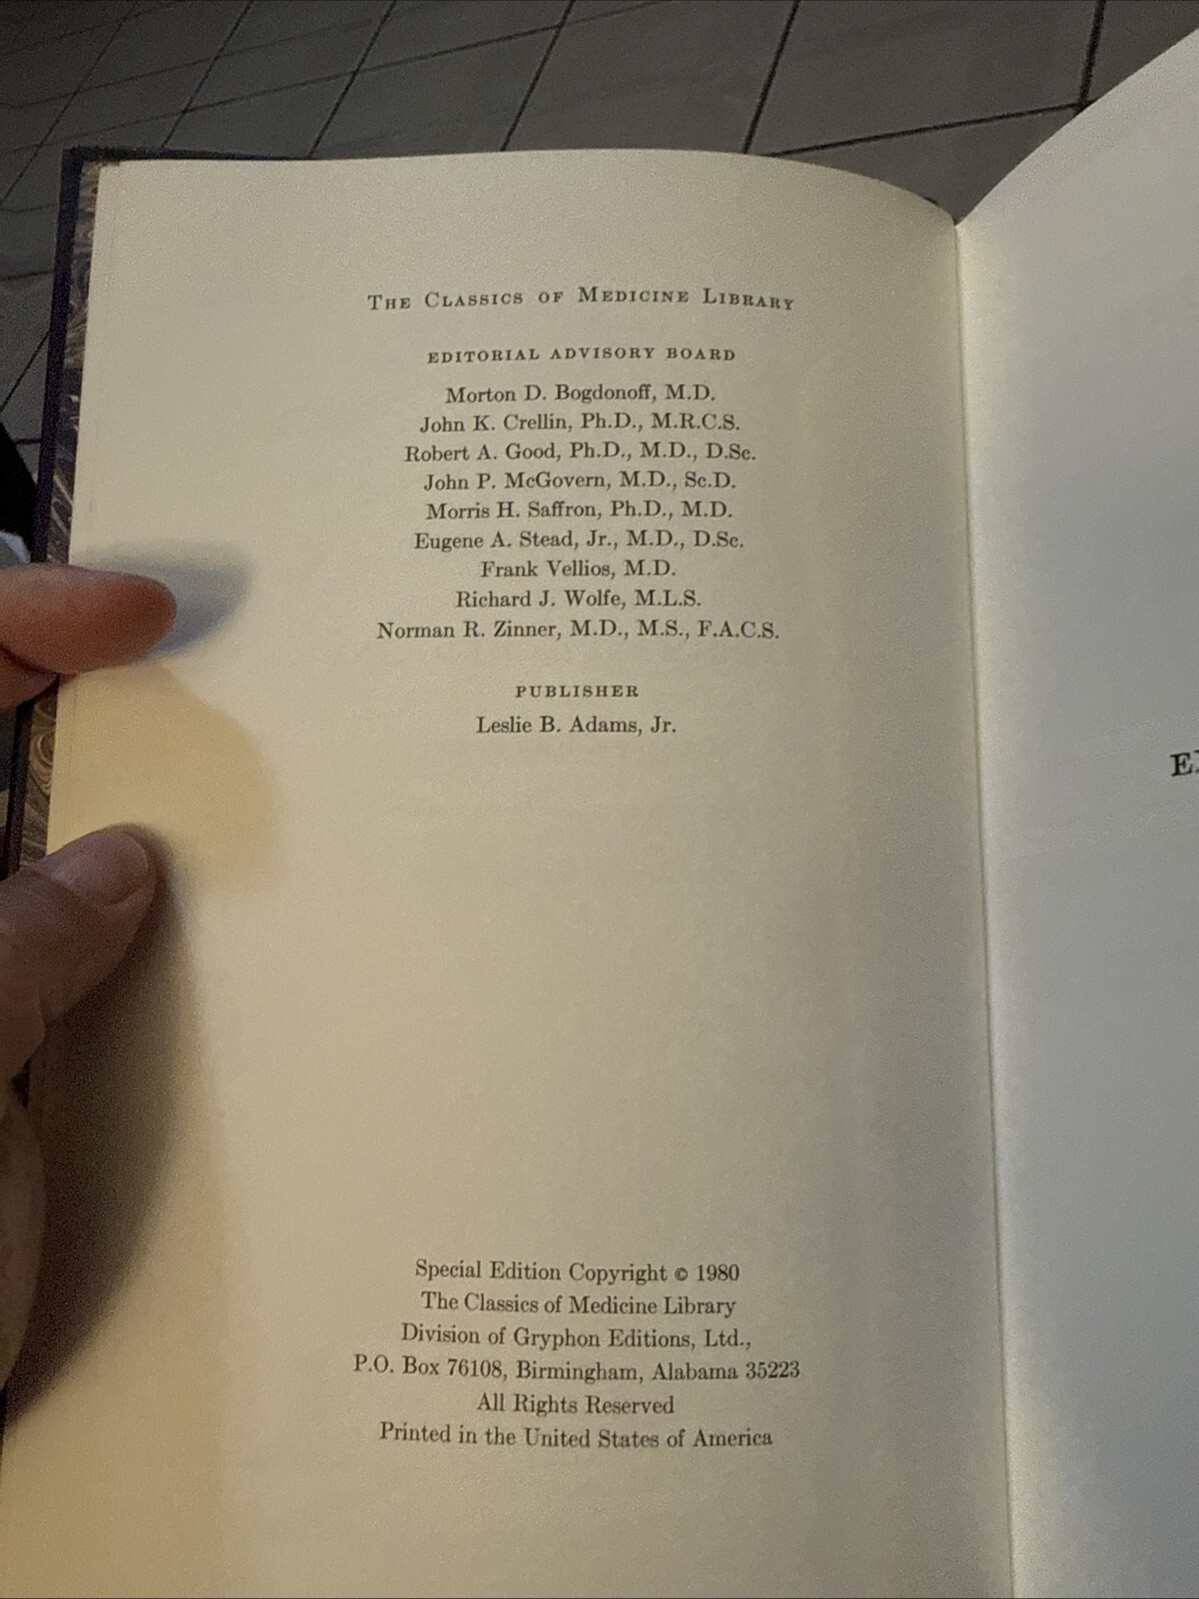 The Classics of Medicine Library
EDITORIAL ADVISORY BOARD
Morton D. Bogdonoff, M.D.
John K. Crellin, Ph.D., M.R.C.S.
Robert A. Good, Ph.D., M.D., D.Sc.
John P. McGovern, M.D., Sc.D.
Morris H. Saffron, Ph.D., M.D.
Eugene A. Stead, Jr., M.D., D.Sc.
Frank Vellios, M.D.
Richard J. Wolfe, M.L.S.
Norman R. Zinner, M.D., M.S., F.A.C.S.
PUBLISHER
Leslie B. Adams, Jr.
Special Edition Copyright © 1980
The Classics of Medicine Library
Division of Gryphon Editions, Ltd.,
P.O. Box 76108, Birmingham, Alabama 35223
All Rights Reserved
Printed in the United States of America